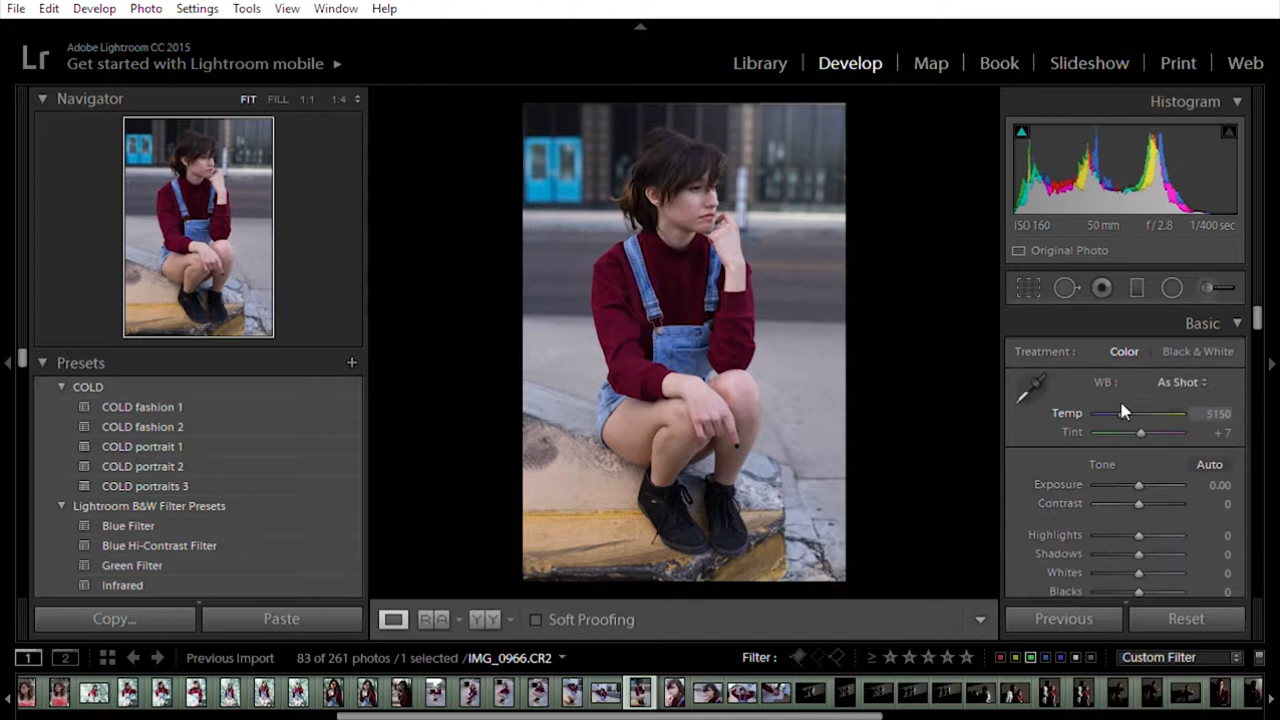 File Edit Develop Photo Settings Tools View Window Help
Lr
Adobe Lightroom CC 2015
Get started with Lightroom mobile
Library Develop Map Book Slideshow Print Web
Navigator FIT FILL 1:1 1:4
Presets
COLD
COLD fashion 1
COLD fashion 2
COLD portrait 1
COLD portrait 2
COLD portraits 3
Lightroom B&W Filter Presets
Blue Filter
Blue Hi-Contrast Filter
Green Filter
Infrared
Copy... Paste
RA YY Soft Proofing
Histogram
ISO 160 50 mm f / 2.8 1/400 sec
Original Photo
Basic
Treatment : Color Black & White
WB : As Shot
Temp 5150
Tint + 7
Tone Auto
Exposure 0.00
Contrast 0
Highlights 0
Shadows 0
Whites 0
Blacks 0
Previous Reset
1 2 Previous Import 83 of 261 photos /1 selected /IMG_0966.CR2 Filter : ≥ Custom Filter